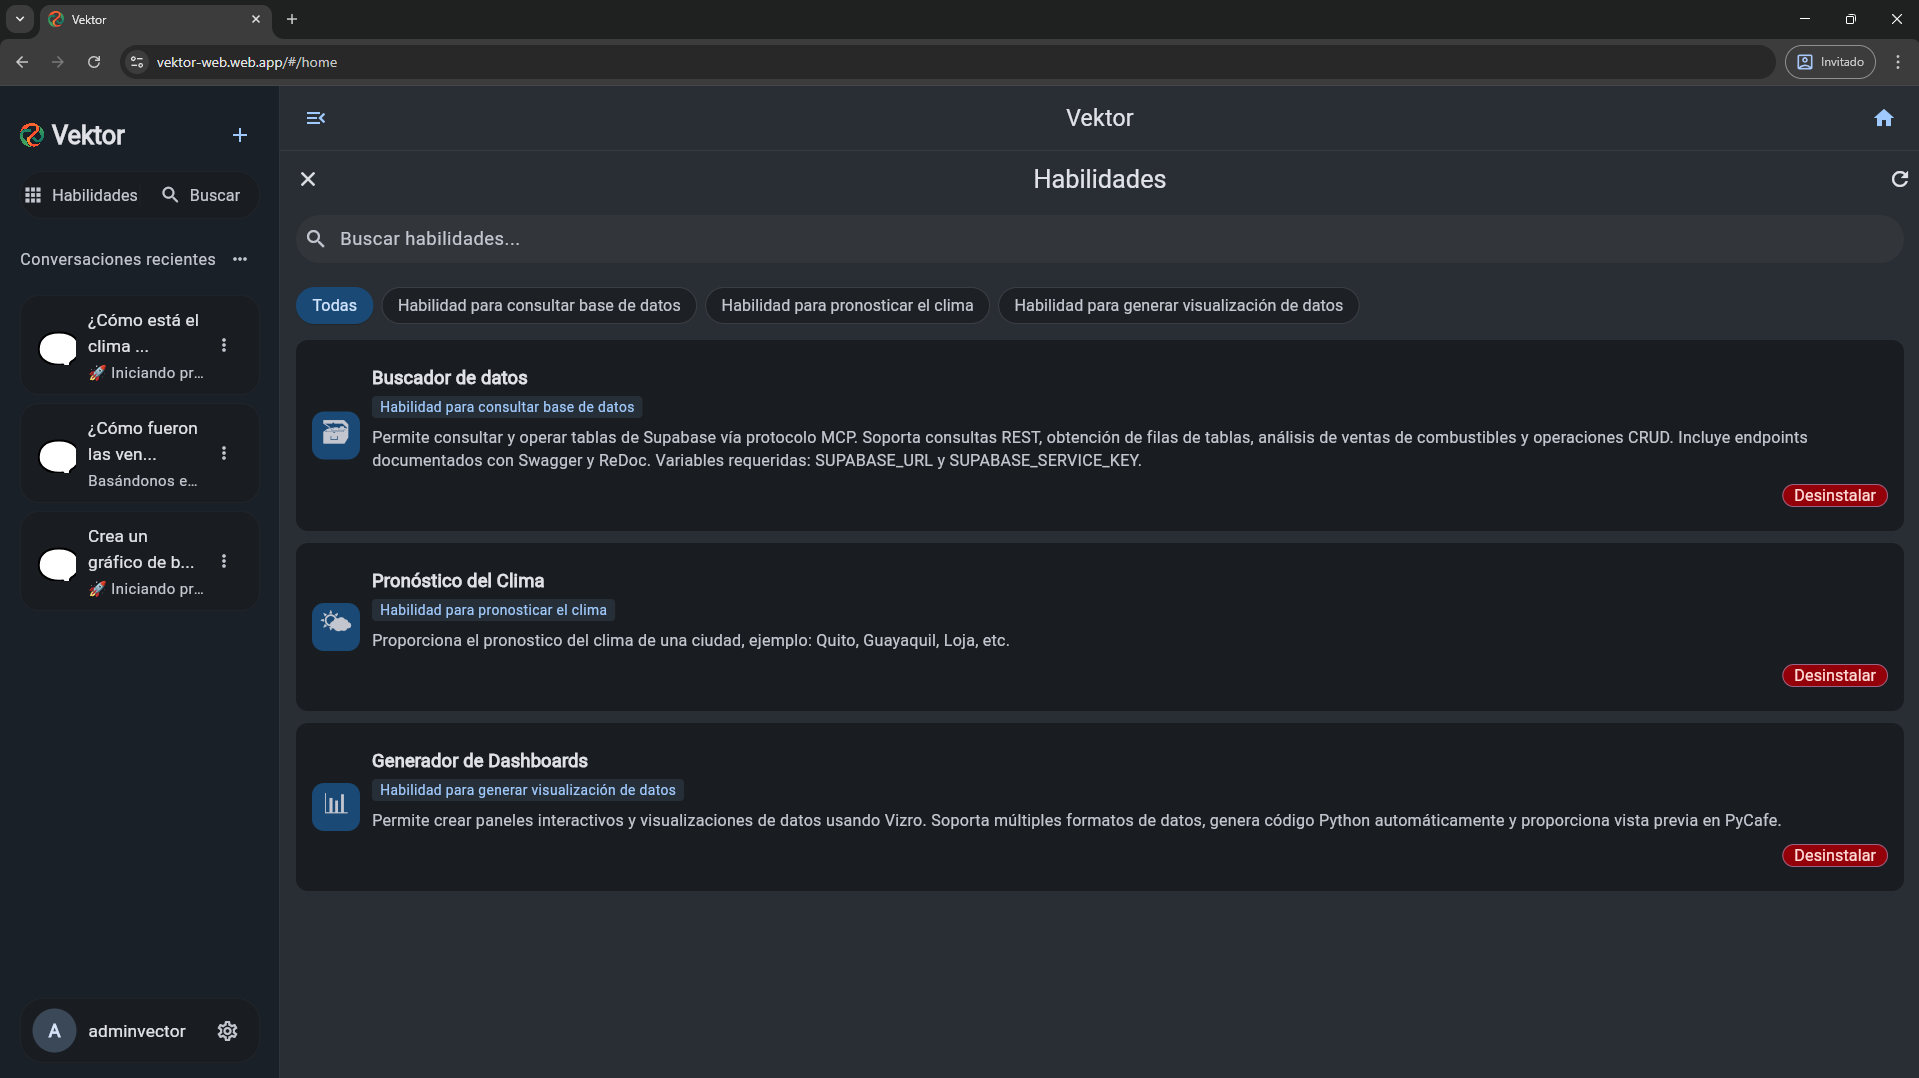 Vektor
vektor-web.web.app/#/home
Invitado
Vektor
Habilidades
Buscar
Conversaciones recientes
¿Cómo está el
clima ...
🚀 Iniciando pr...
¿Cómo fueron
las ven...
Basándonos e...
Crea un
gráfico de b...
🚀 Iniciando pr...
A
adminvector
Vektor
Habilidades
Buscar habilidades...
Todas
Habilidad para consultar base de datos
Habilidad para pronosticar el clima
Habilidad para generar visualización de datos
Buscador de datos
Habilidad para consultar base de datos
Permite consultar y operar tablas de Supabase vía protocolo MCP. Soporta consultas REST, obtención de filas de tablas, análisis de ventas de combustibles y operaciones CRUD. Incluye endpoints
documentados con Swagger y ReDoc. Variables requeridas: SUPABASE_URL y SUPABASE_SERVICE_KEY.
Desinstalar
Pronóstico del Clima
Habilidad para pronosticar el clima
Proporciona el pronostico del clima de una ciudad, ejemplo: Quito, Guayaquil, Loja, etc.
Desinstalar
Generador de Dashboards
Habilidad para generar visualización de datos
Permite crear paneles interactivos y visualizaciones de datos usando Vizro. Soporta múltiples formatos de datos, genera código Python automáticamente y proporciona vista previa en PyCafe.
Desinstalar